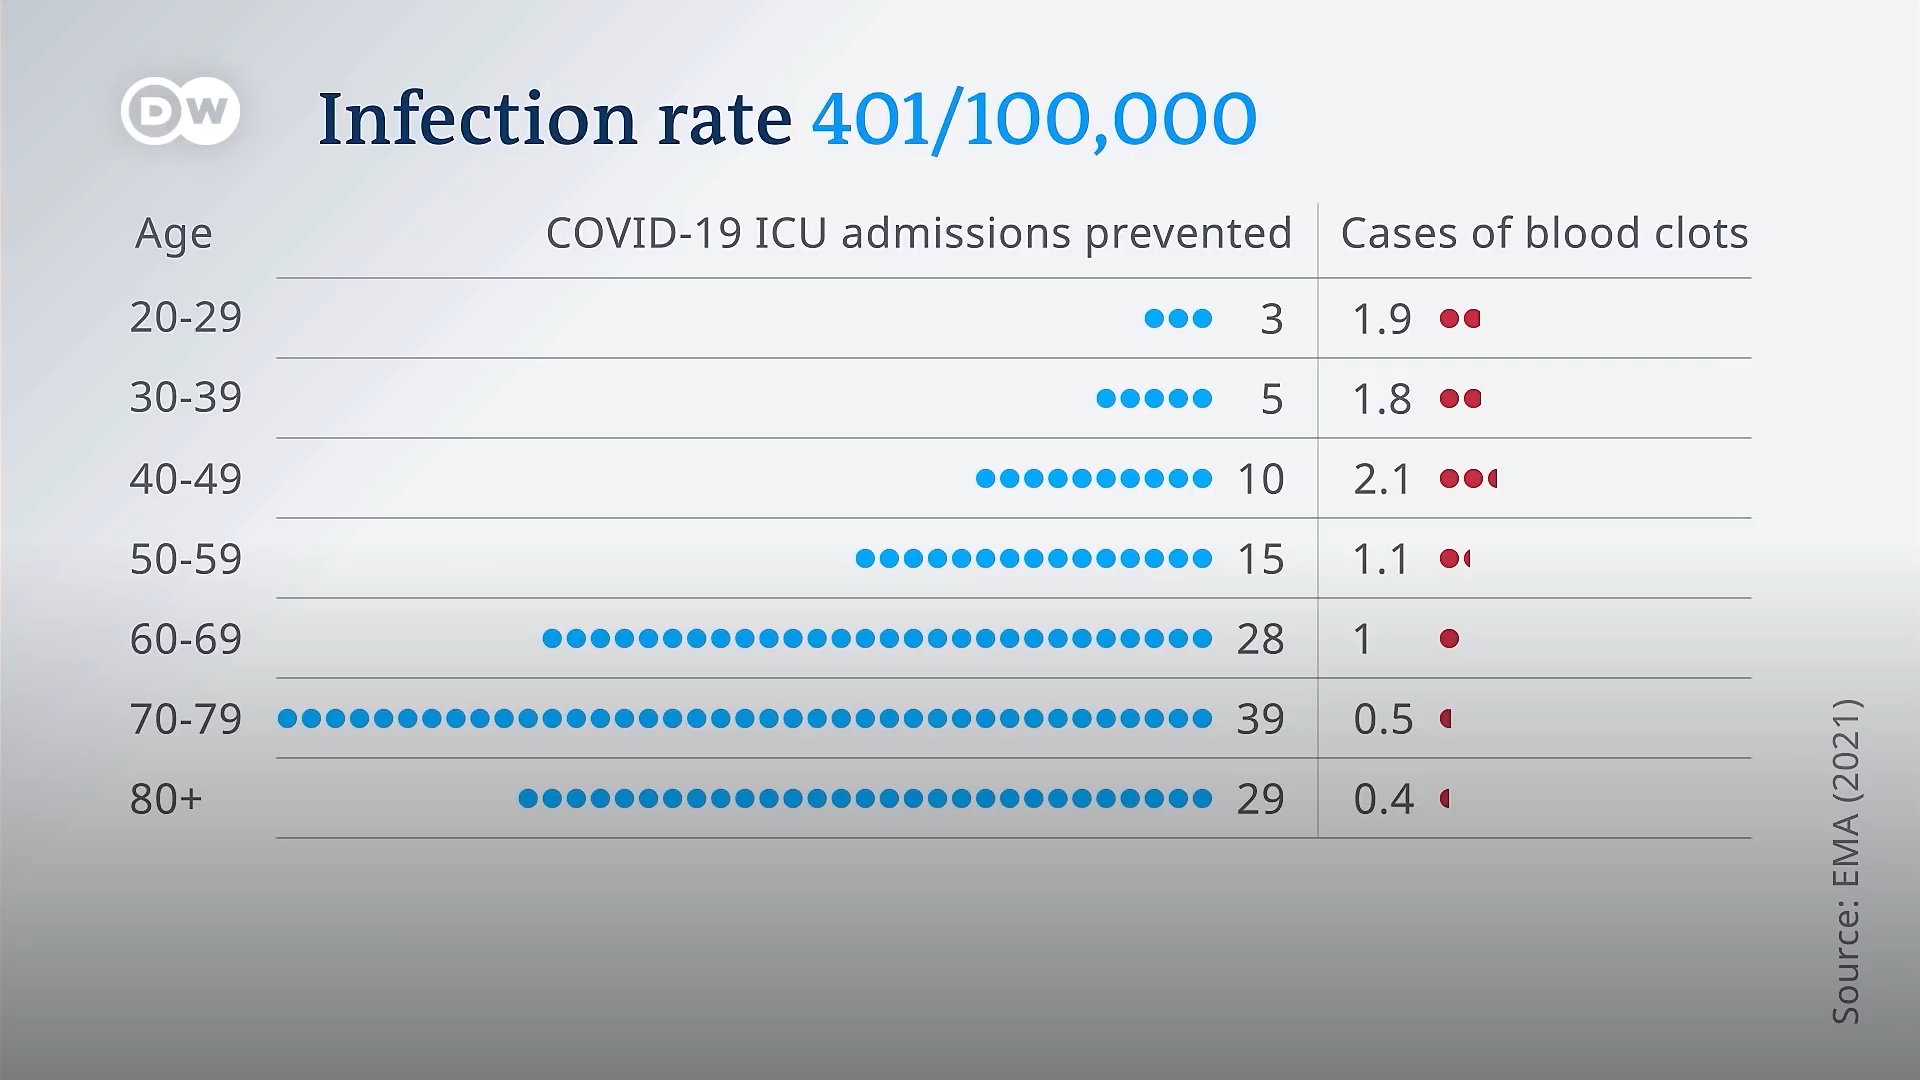 DW
Infection rate 401/100,000
Age COVID-19 ICU admissions prevented Cases of blood clots
20-29 3 1.9
30-39 5 1.8
40-49 10 2.1
50-59 15 1.1
60-69 28 1
70-79 39 0.5
80+ 29 0.4
Source: EMA (2021)